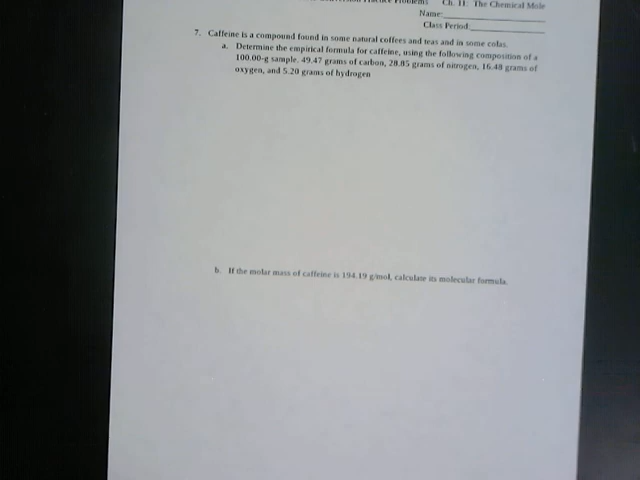 Practice Problems Ch. 11: The Chemical Mole
Name:
Class Period:
7. Caffeine is a compound found in some natural coffees and teas and in some colas.
a. Determine the empirical formula for caffeine, using the following composition of a
100.00-g sample. 49.47 grams of carbon, 28.85 grams of nitrogen, 16.48 grams of
oxygen, and 5.20 grams of hydrogen
b. If the molar mass of caffeine is 194.19 g/mol, calculate its molecular formula.